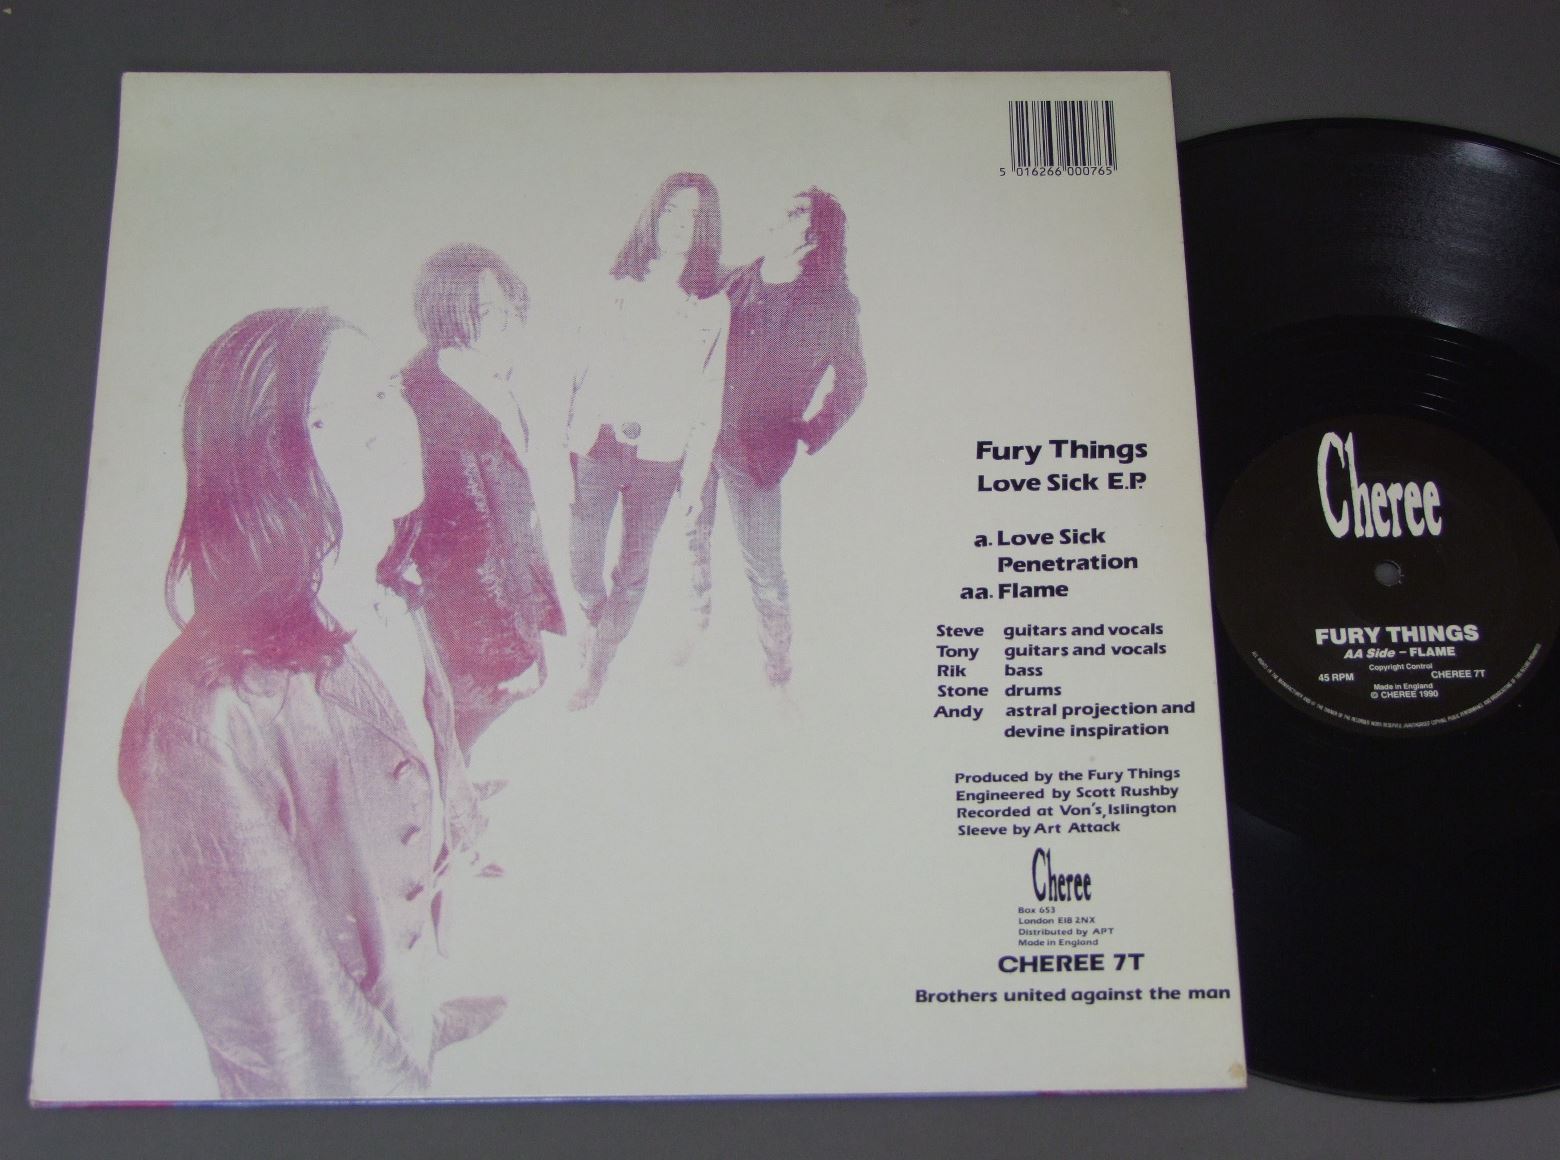 5 016266 000765
Fury Things
Love Sick E.P.
a. Love Sick
Penetration
aa. Flame
Steve guitars and vocals
Tony guitars and vocals
Rik bass
Stone drums
Andy astral projection and
devine inspiration
Produced by the Fury Things
Engineered by Scott Rushby
Recorded at Von's, Islington
Sleeve by Art Attack
Cheree
Box 653
London E18 2NX
Distributed by APT
Made in England
CHEREE 7T
Brothers united against the man
Cheree
FURY THINGS
AA Side – FLAME
Copyright Control
45 RPM CHEREE 7T
Made in England
© CHEREE 1990